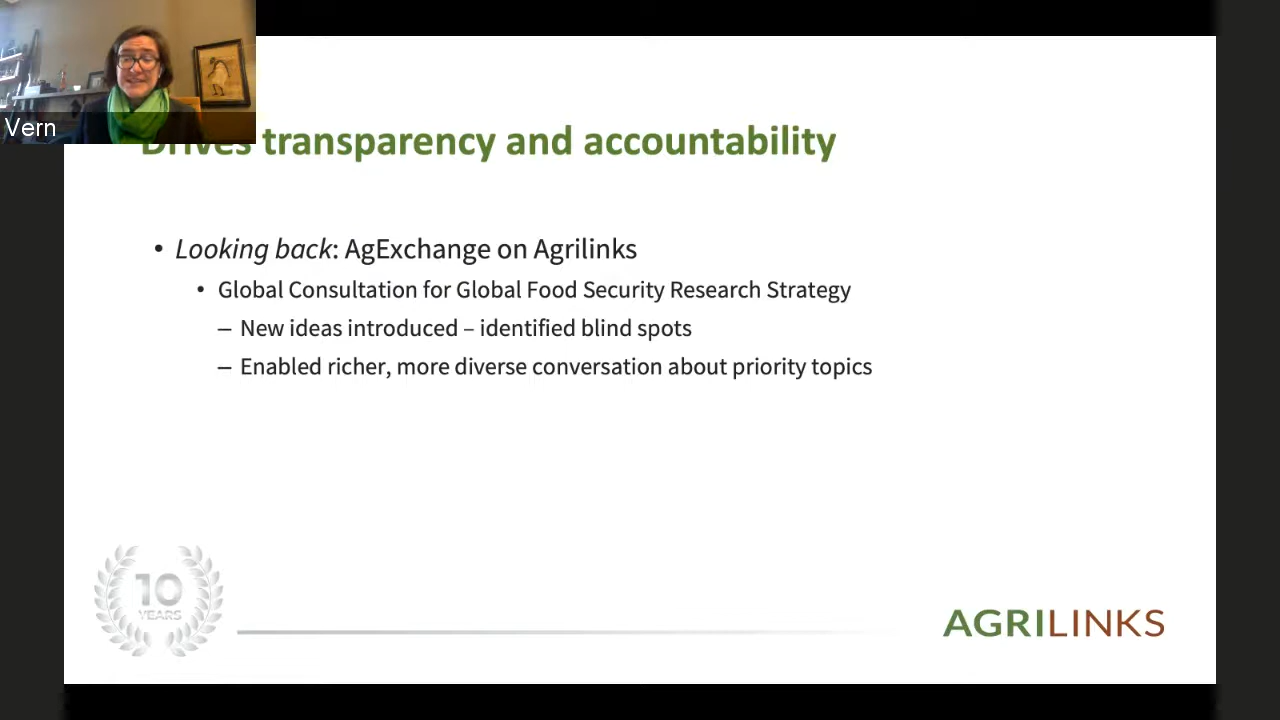 Vern
Drives transparency and accountability
• Looking back: AgExchange on Agrilinks
• Global Consultation for Global Food Security Research Strategy
– New ideas introduced – identified blind spots
– Enabled richer, more diverse conversation about priority topics
10
YEARS
AGRILINKS